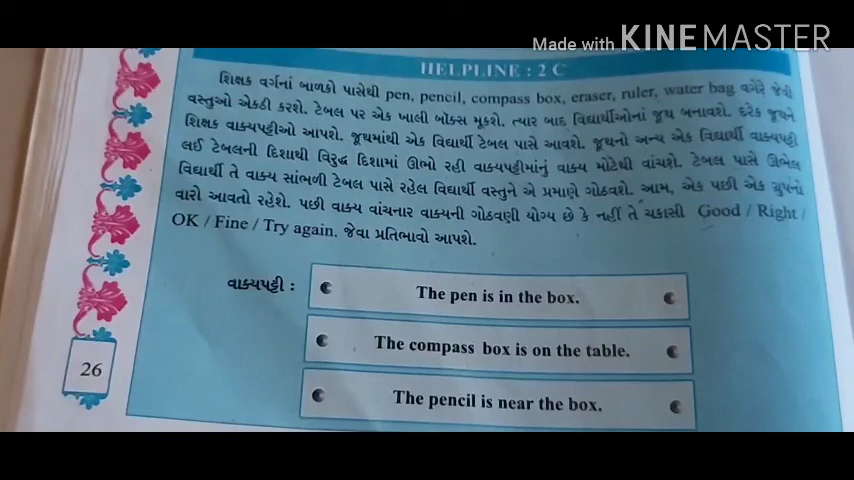 Made with KINEMASTER
HELPLINE : 2 C
શિક્ષક વર્ગનાં બાળકો પાસેથી pen, pencil, compass box, eraser, ruler, water bag વગેરે જેવી
વસ્તુઓ એકઠી કરશે. ટેબલ પર એક ખાલી બૉક્સ મૂકશે. ત્યાર બાદ વિદ્યાર્થીઓનાં જૂથ બનાવશે. દરેક જૂથને
શિક્ષક વાક્યપટ્ટીઓ આપશે. જૂથમાંથી એક વિદ્યાર્થી ટેબલ પાસે આવશે. જૂથનો અન્ય એક વિદ્યાર્થી વાક્યપટ્ટી
લઈ ટેબલની દિશાથી વિરુદ્ધ દિશામાં ઊભો રહી વાક્યપટ્ટીમાંનું વાક્ય મોટેથી વાંચશે. ટેબલ પાસે ઊભેલ
વિદ્યાર્થી તે વાક્ય સાંભળી ટેબલ પાસે રહેલ વિદ્યાર્થી વસ્તુને એ પ્રમાણે ગોઠવશે. આમ, એક પછી એક ગ્રુપનો
વારો આવતો રહેશે. પછી વાક્ય વાંચનાર વાક્યની ગોઠવણી યોગ્ય છે કે નહીં તે ચકાસી Good / Right /
OK / Fine / Try again. જેવા પ્રતિભાવો આપશે.
વાક્યપટ્ટી :
The pen is in the box.
The compass box is on the table.
The pencil is near the box.
26